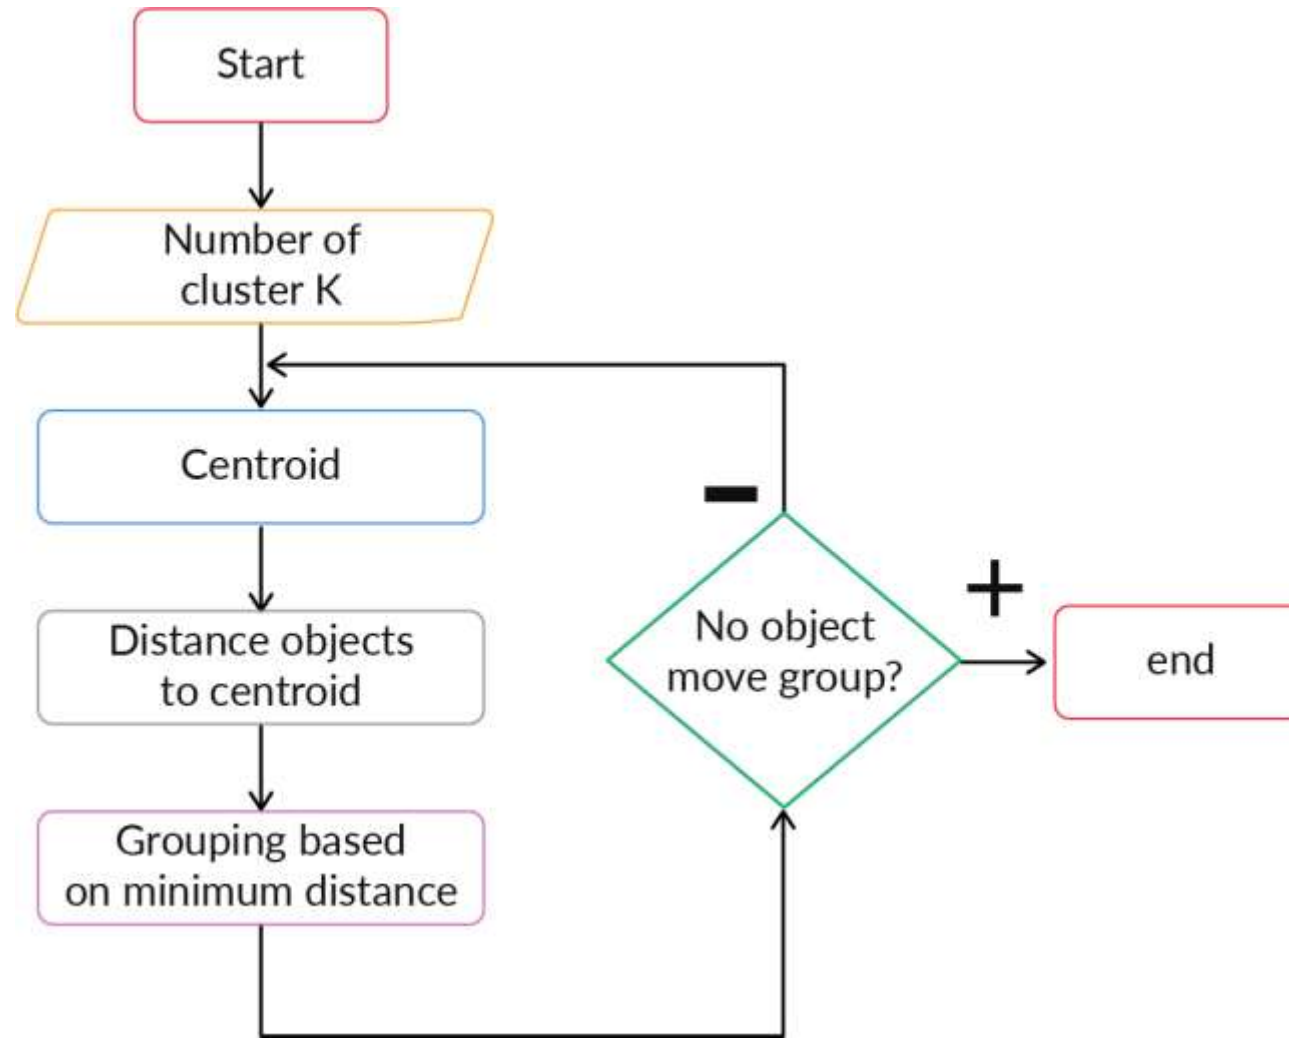 Start
Number of
cluster K
Centroid
Distance objects
to centroid
Grouping based
on minimum distance
No object
move group?
−
+
end